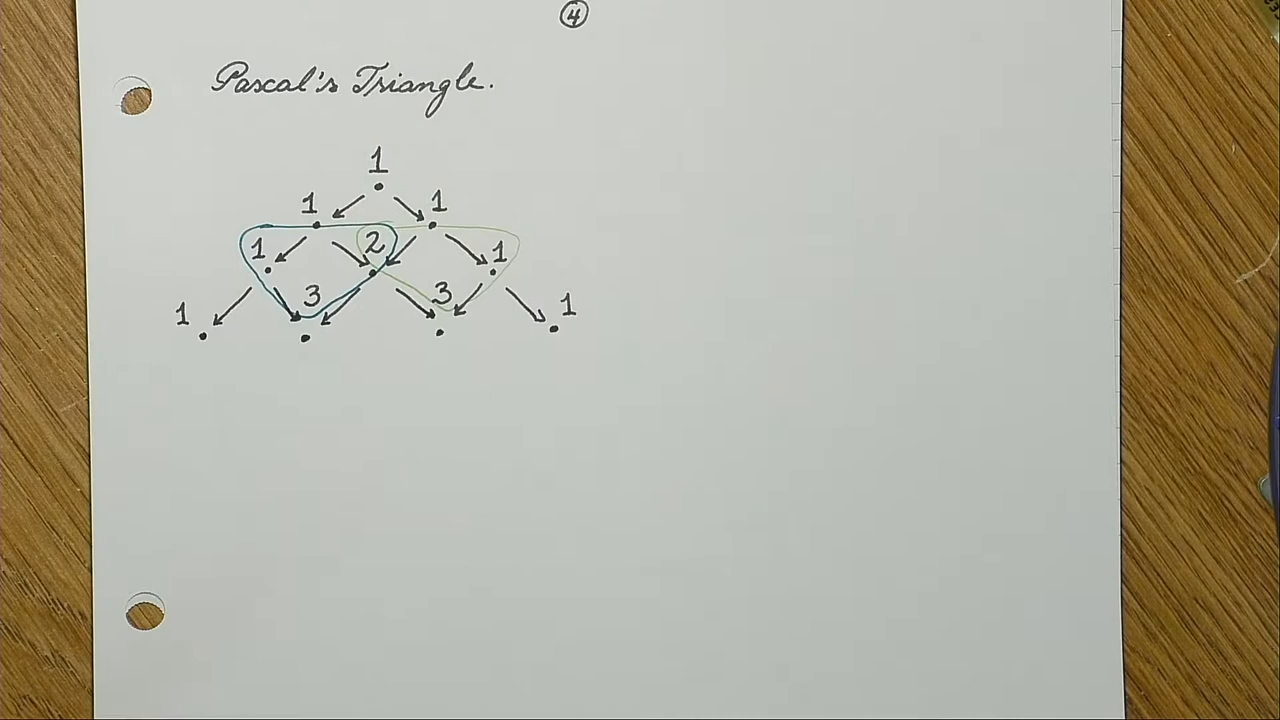 ④
Pascal's Triangle.
1
1 1
1 2 1
1 3 3 1